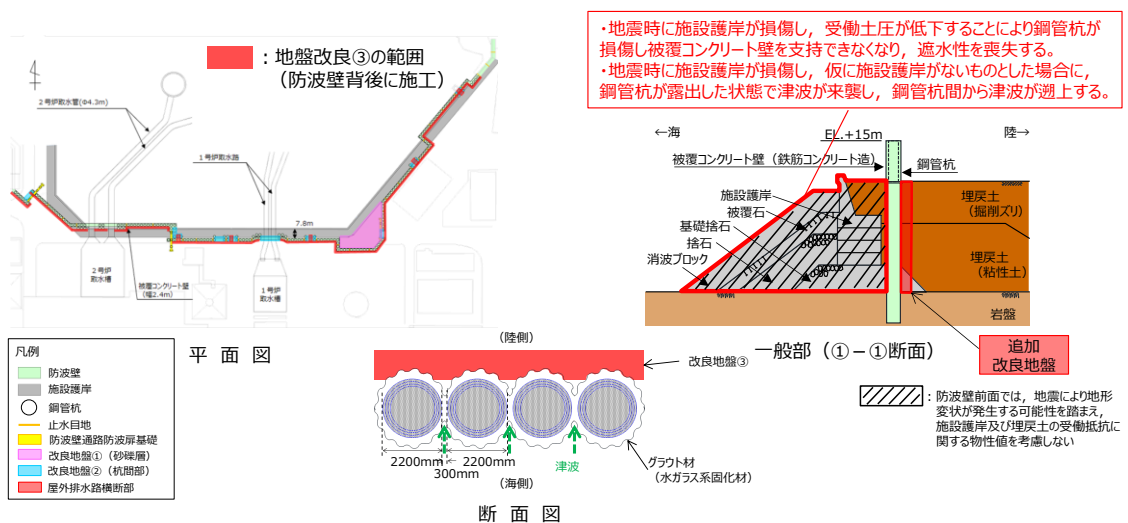 ：地盤改良③の範囲
（防波壁背後に施工）
4
２号炉取水管(Φ4.3m)
１号炉取水路
7.8m
２号炉
取水槽
被覆コンクリート壁
（幅2.4m）
１号炉
取水槽
平 面 図
凡例
防波壁
施設護岸
鋼管杭
止水目地
防波壁通路防波扉基礎
改良地盤①（砂礫層）
改良地盤②（杭間部）
屋外排水路横断部
・地震時に施設護岸が損傷し，受働土圧が低下することにより鋼管杭が
損傷し被覆コンクリート壁を支持できなくなり，遮水性を喪失する。
・地震時に施設護岸が損傷し，仮に施設護岸がないものとした場合に，
鋼管杭が露出した状態で津波が来襲し，鋼管杭間から津波が遡上する。
←海
EL.+15m
陸→
被覆コンクリート壁（鉄筋コンクリート造）
鋼管杭
施設護岸
被覆石
基礎捨石
捨石
消波ブロック
埋戻土
（掘削ズリ）
埋戻土
（粘性土）
岩盤
一般部（①－①断面）
追加
改良地盤
：防波壁前面では，地震により地形
変状が発生する可能性を踏まえ，
施設護岸及び埋戻土の受働抵抗に
関する物性値を考慮しない
（陸側）
改良地盤③
2200mm
2200mm
300mm
津波
（海側）
グラウト材
（水ガラス系固化材）
断 面 図